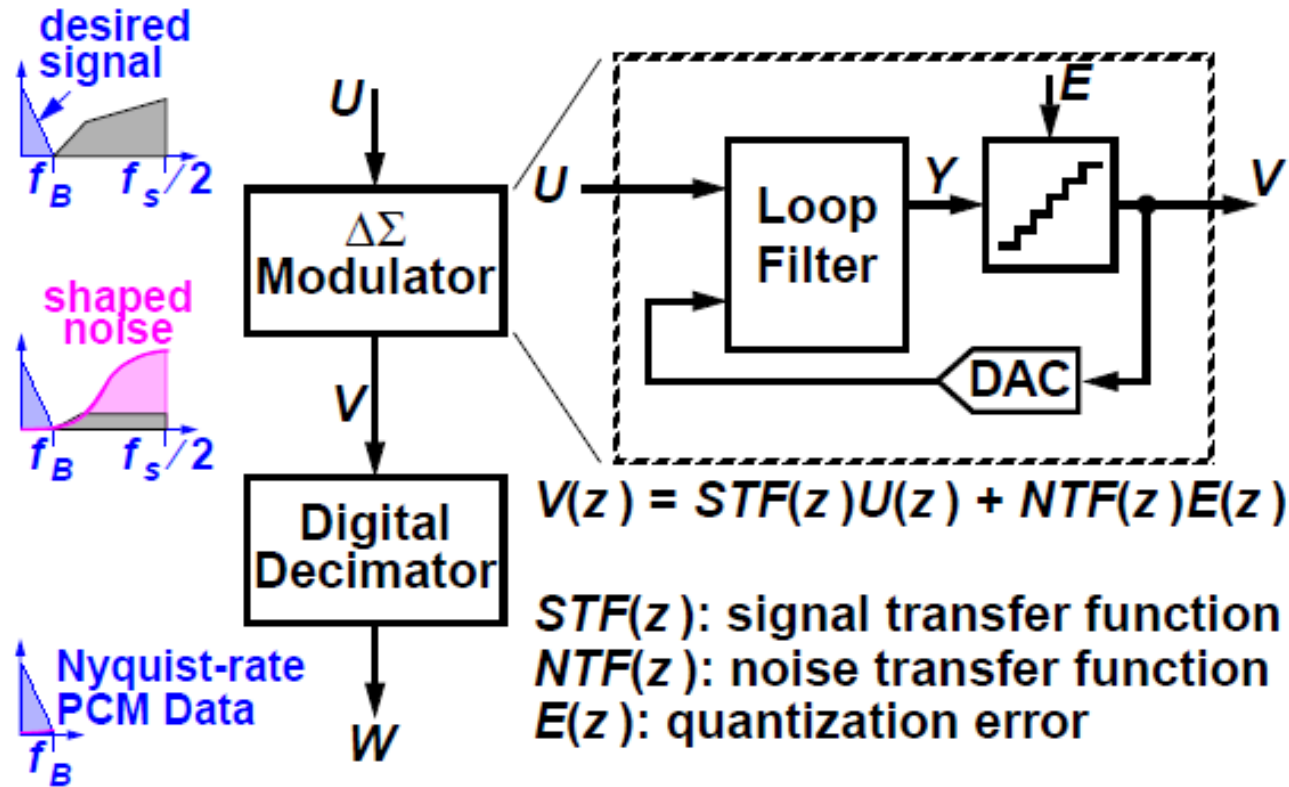 desired
signal
f_B
f_s/2
U
ΔΣ
Modulator
shaped
noise
f_B
f_s/2
V
Digital
Decimator
Nyquist-rate
PCM Data
f_B
W
E
U
Loop
Filter
Y
V
DAC
V(z) = STF(z)U(z) + NTF(z)E(z)
STF(z): signal transfer function
NTF(z): noise transfer function
E(z): quantization error